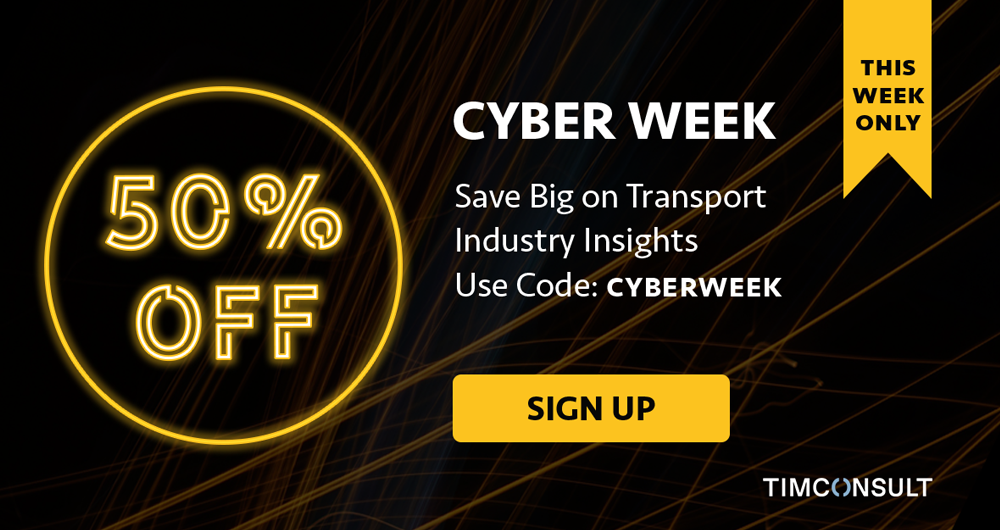 50%
OFF
CYBER WEEK
Save Big on Transport
Industry Insights
Use Code: CYBERWEEK
SIGN UP
THIS
WEEK
ONLY
TIMCONSULT